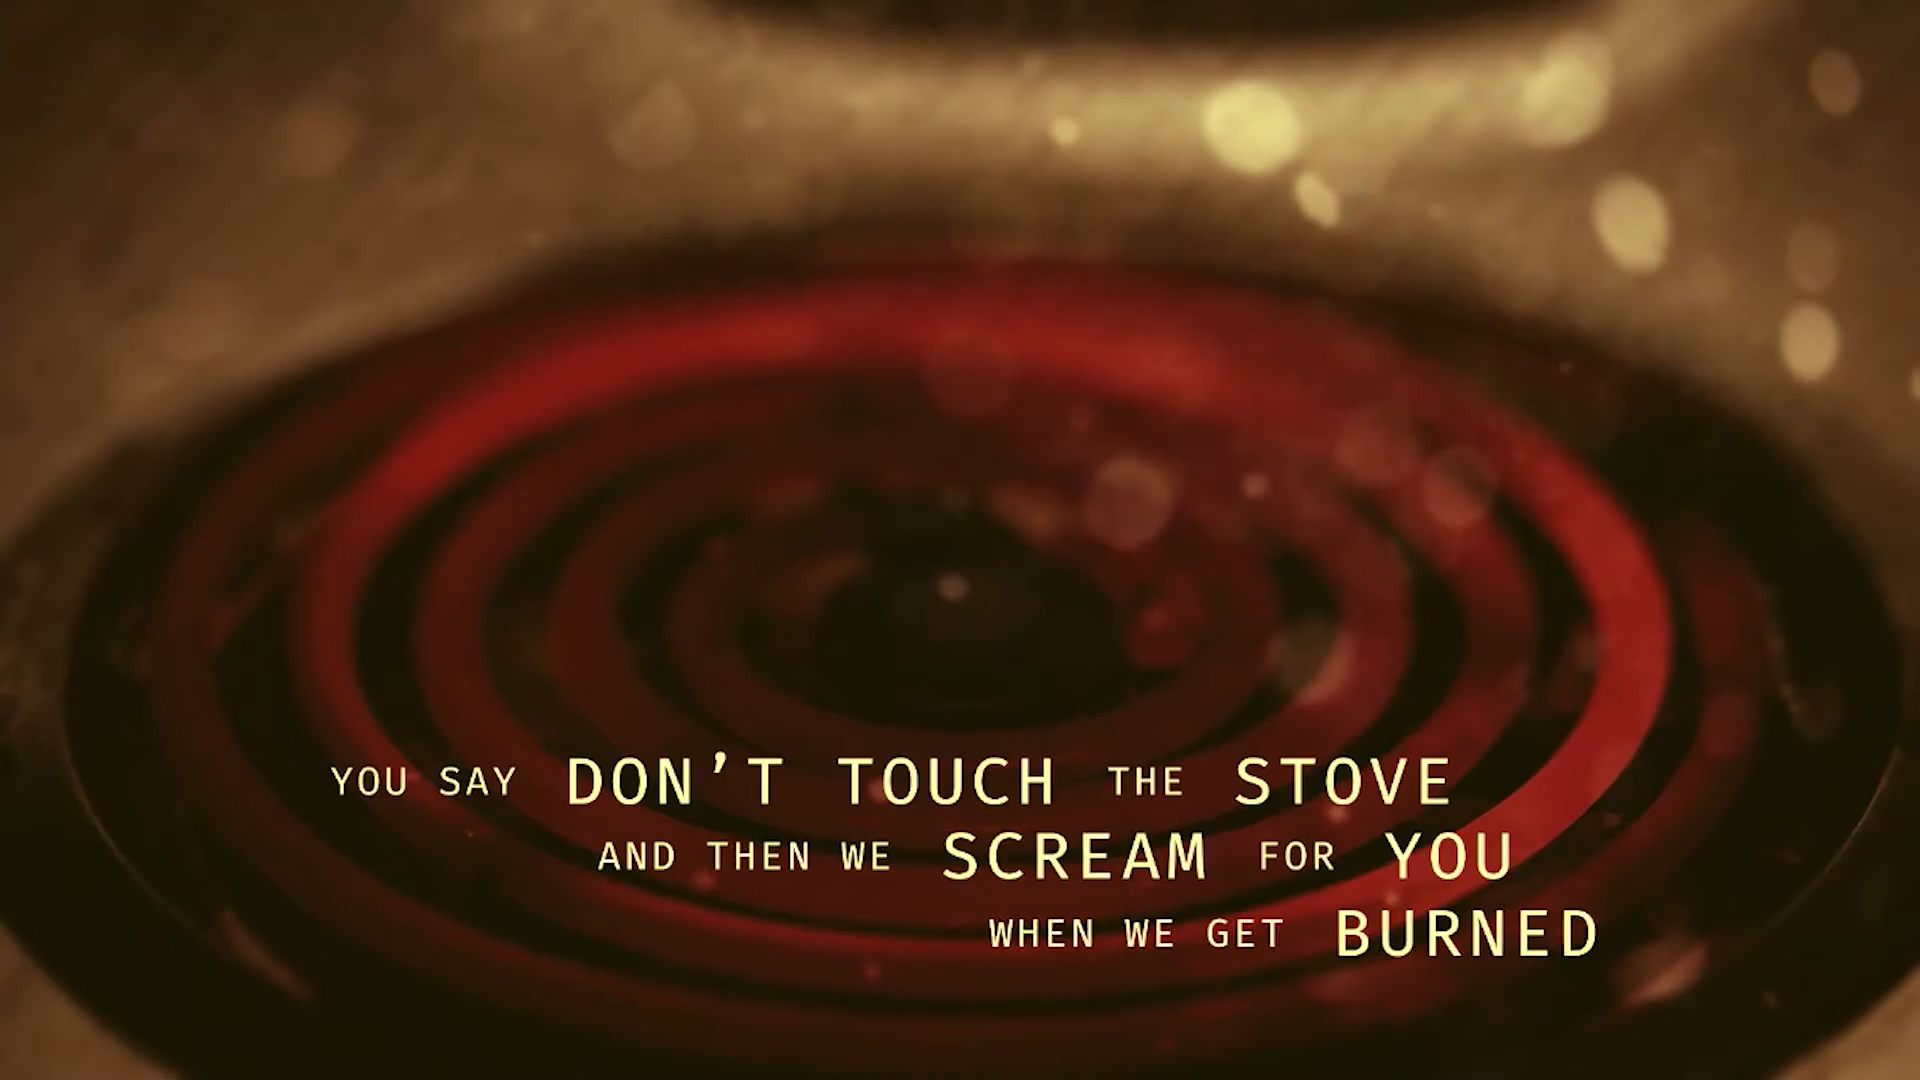 YOU SAY DON’T TOUCH THE STOVE
AND THEN WE SCREAM FOR YOU
WHEN WE GET BURNED